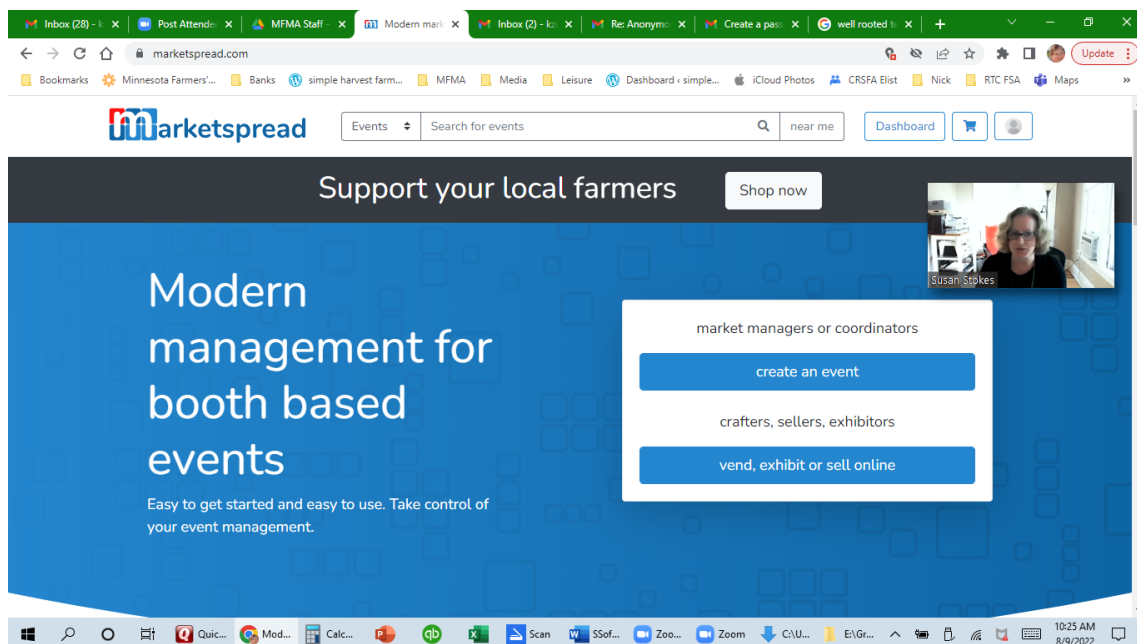 Inbox (28) - k
Post Attende
MFMA Staff -
Modern mark
Inbox (2) - kz
Re: Anonymo
Create a pass
well rooted t
marketspread.com
Update
Bookmarks
Minnesota Farmers'...
Banks
simple harvest farm...
MFMA
Media
Leisure
Dashboard ‹ simple...
iCloud Photos
CRSFA Elist
Nick
RTC FSA
Maps
»
marketspread
Events
Search for events
near me
Dashboard
Support your local farmers
Shop now
Susan Stokes
Modern
management for
booth based
events
Easy to get started and easy to use. Take control of
your event management.
market managers or coordinators
create an event
crafters, sellers, exhibitors
vend, exhibit or sell online
Quic...
Mod...
Calc...
Scan
SSof...
Zoo...
Zoom
C:\U...
E:\Gr...
10:25 AM
8/9/2022